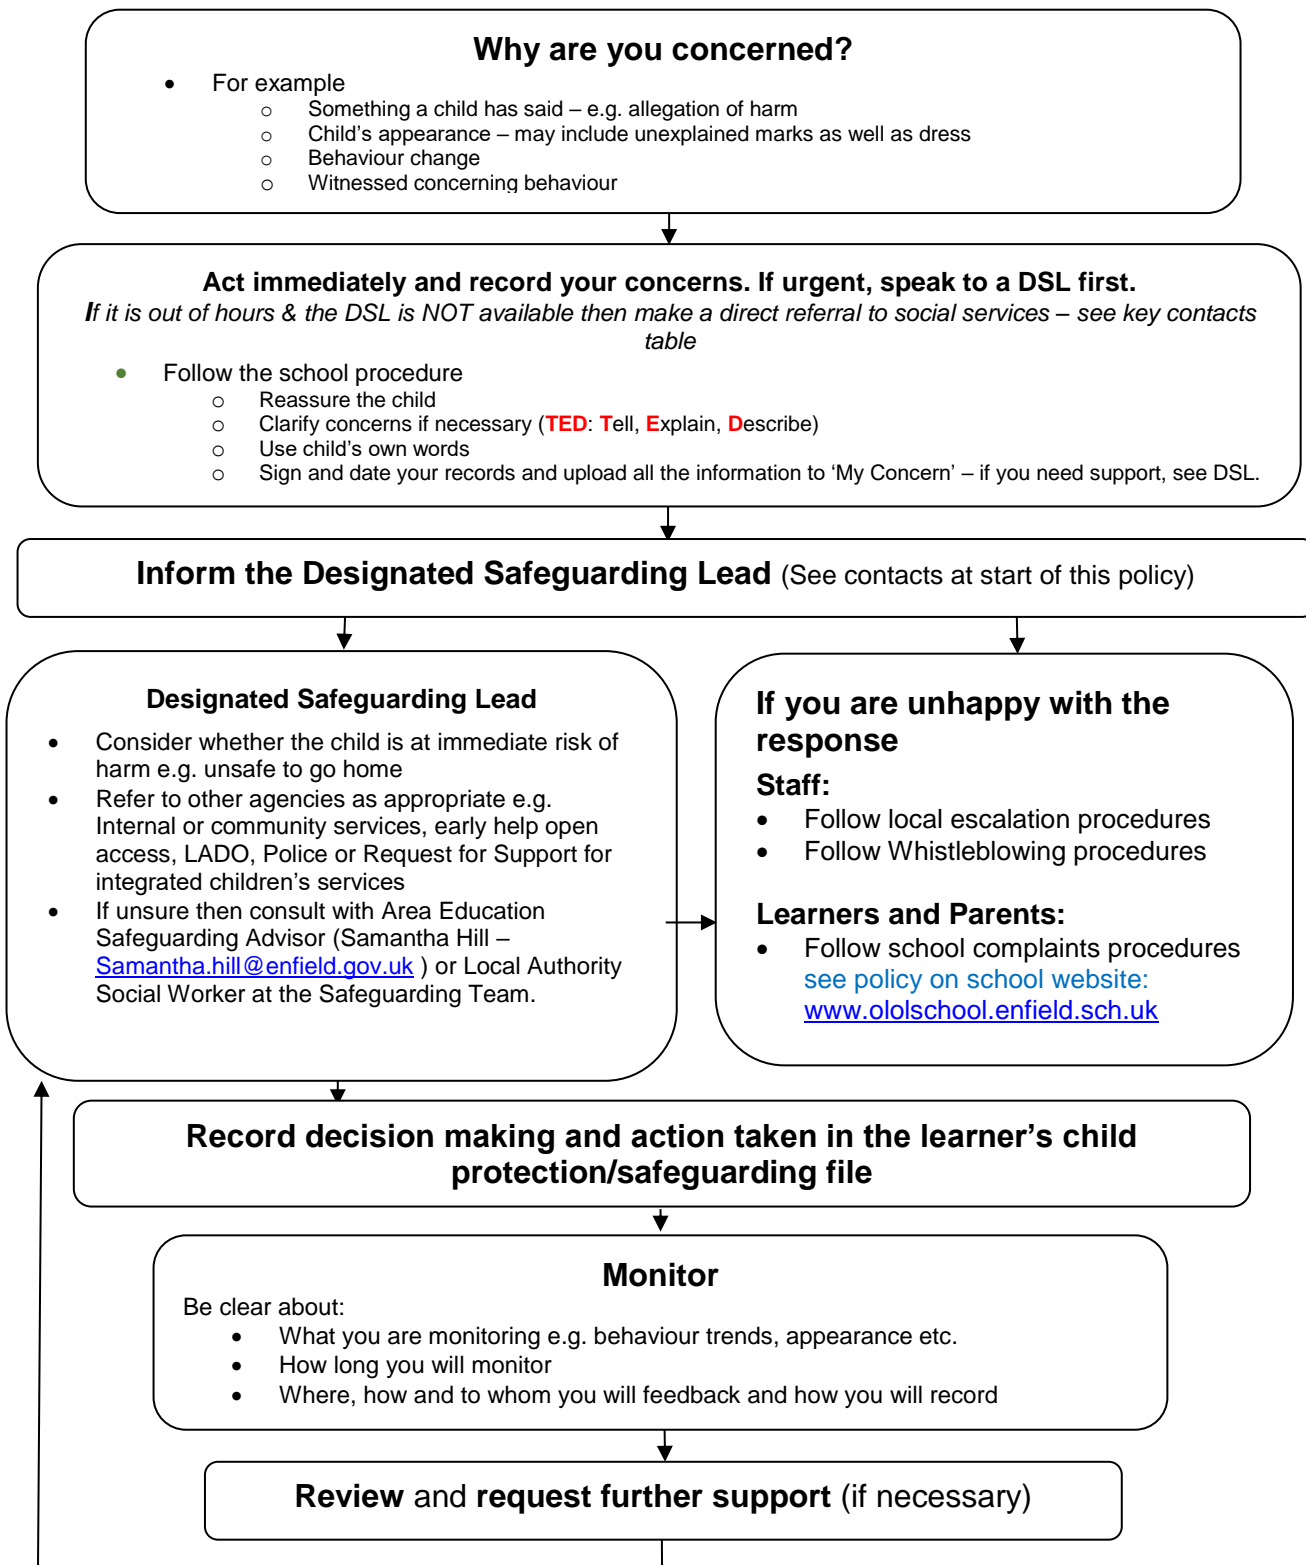 Why are you concerned?
• For example
o Something a child has said – e.g. allegation of harm
o Child's appearance – may include unexplained marks as well as dress
o Behaviour change
o Witnessed concerning behaviour
Act immediately and record your concerns. If urgent, speak to a DSL first.
If it is out of hours & the DSL is NOT available then make a direct referral to social services – see key contacts
table
• Follow the school procedure
o Reassure the child
o Clarify concerns if necessary (TED: Tell, Explain, Describe)
o Use child's own words
o Sign and date your records and upload all the information to 'My Concern' – if you need support, see DSL.
Inform the Designated Safeguarding Lead (See contacts at start of this policy)
Designated Safeguarding Lead
• Consider whether the child is at immediate risk of
harm e.g. unsafe to go home
• Refer to other agencies as appropriate e.g.
Internal or community services, early help open
access, LADO, Police or Request for Support for
integrated children's services
• If unsure then consult with Area Education
Safeguarding Advisor (Samantha Hill –
Samantha.hill@enfield.gov.uk ) or Local Authority
Social Worker at the Safeguarding Team.
If you are unhappy with the
response
Staff:
• Follow local escalation procedures
• Follow Whistleblowing procedures
Learners and Parents:
• Follow school complaints procedures
see policy on school website:
www.ololschool.enfield.sch.uk
Record decision making and action taken in the learner's child
protection/safeguarding file
Monitor
Be clear about:
• What you are monitoring e.g. behaviour trends, appearance etc.
• How long you will monitor
• Where, how and to whom you will feedback and how you will record
Review and request further support (if necessary)